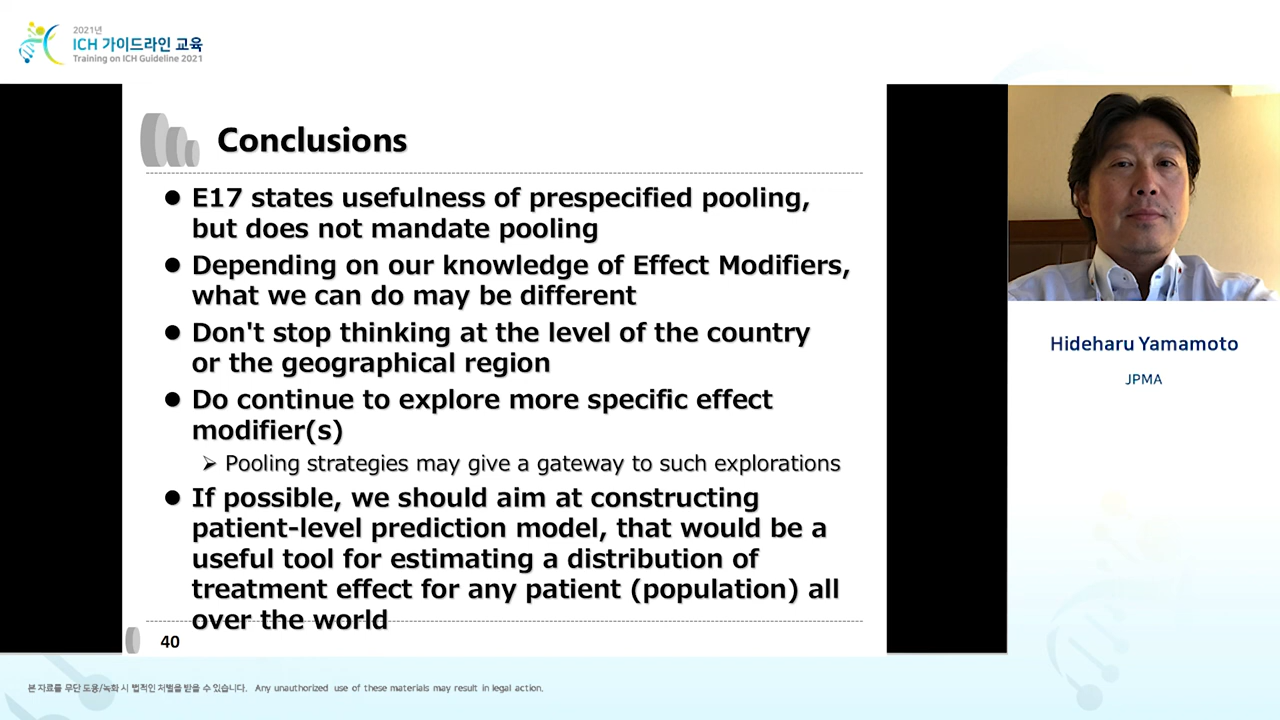 2021년
ICH 가이드라인 교육
Training on ICH Guideline 2021
Conclusions
● E17 states usefulness of prespecified pooling,
but does not mandate pooling
● Depending on our knowledge of Effect Modifiers,
what we can do may be different
● Don't stop thinking at the level of the country
or the geographical region
● Do continue to explore more specific effect
modifier(s)
➢ Pooling strategies may give a gateway to such explorations
● If possible, we should aim at constructing
patient-level prediction model, that would be a
useful tool for estimating a distribution of
treatment effect for any patient (population) all
over the world
40
Hideharu Yamamoto
JPMA
본 자료를 무단 도용/녹화 시 법적인 처벌을 받을 수 있습니다. Any unauthorized use of these materials may result in legal action.